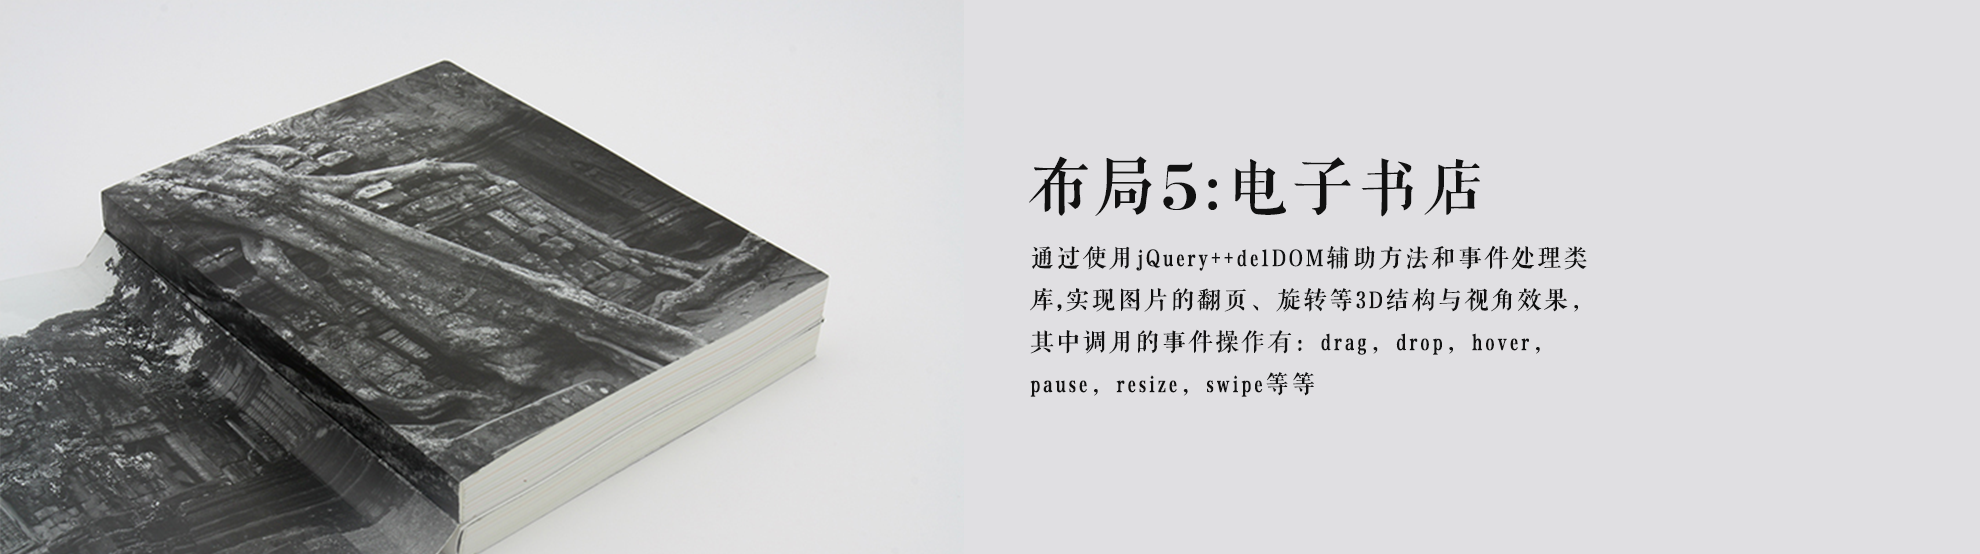 布局5:电子书店
通过使用jQuery++delDOM辅助方法和事件处理类
库,实现图片的翻页、旋转等3D结构与视角效果，
其中调用的事件操作有：drag，drop，hover，
pause，resize，swipe等等